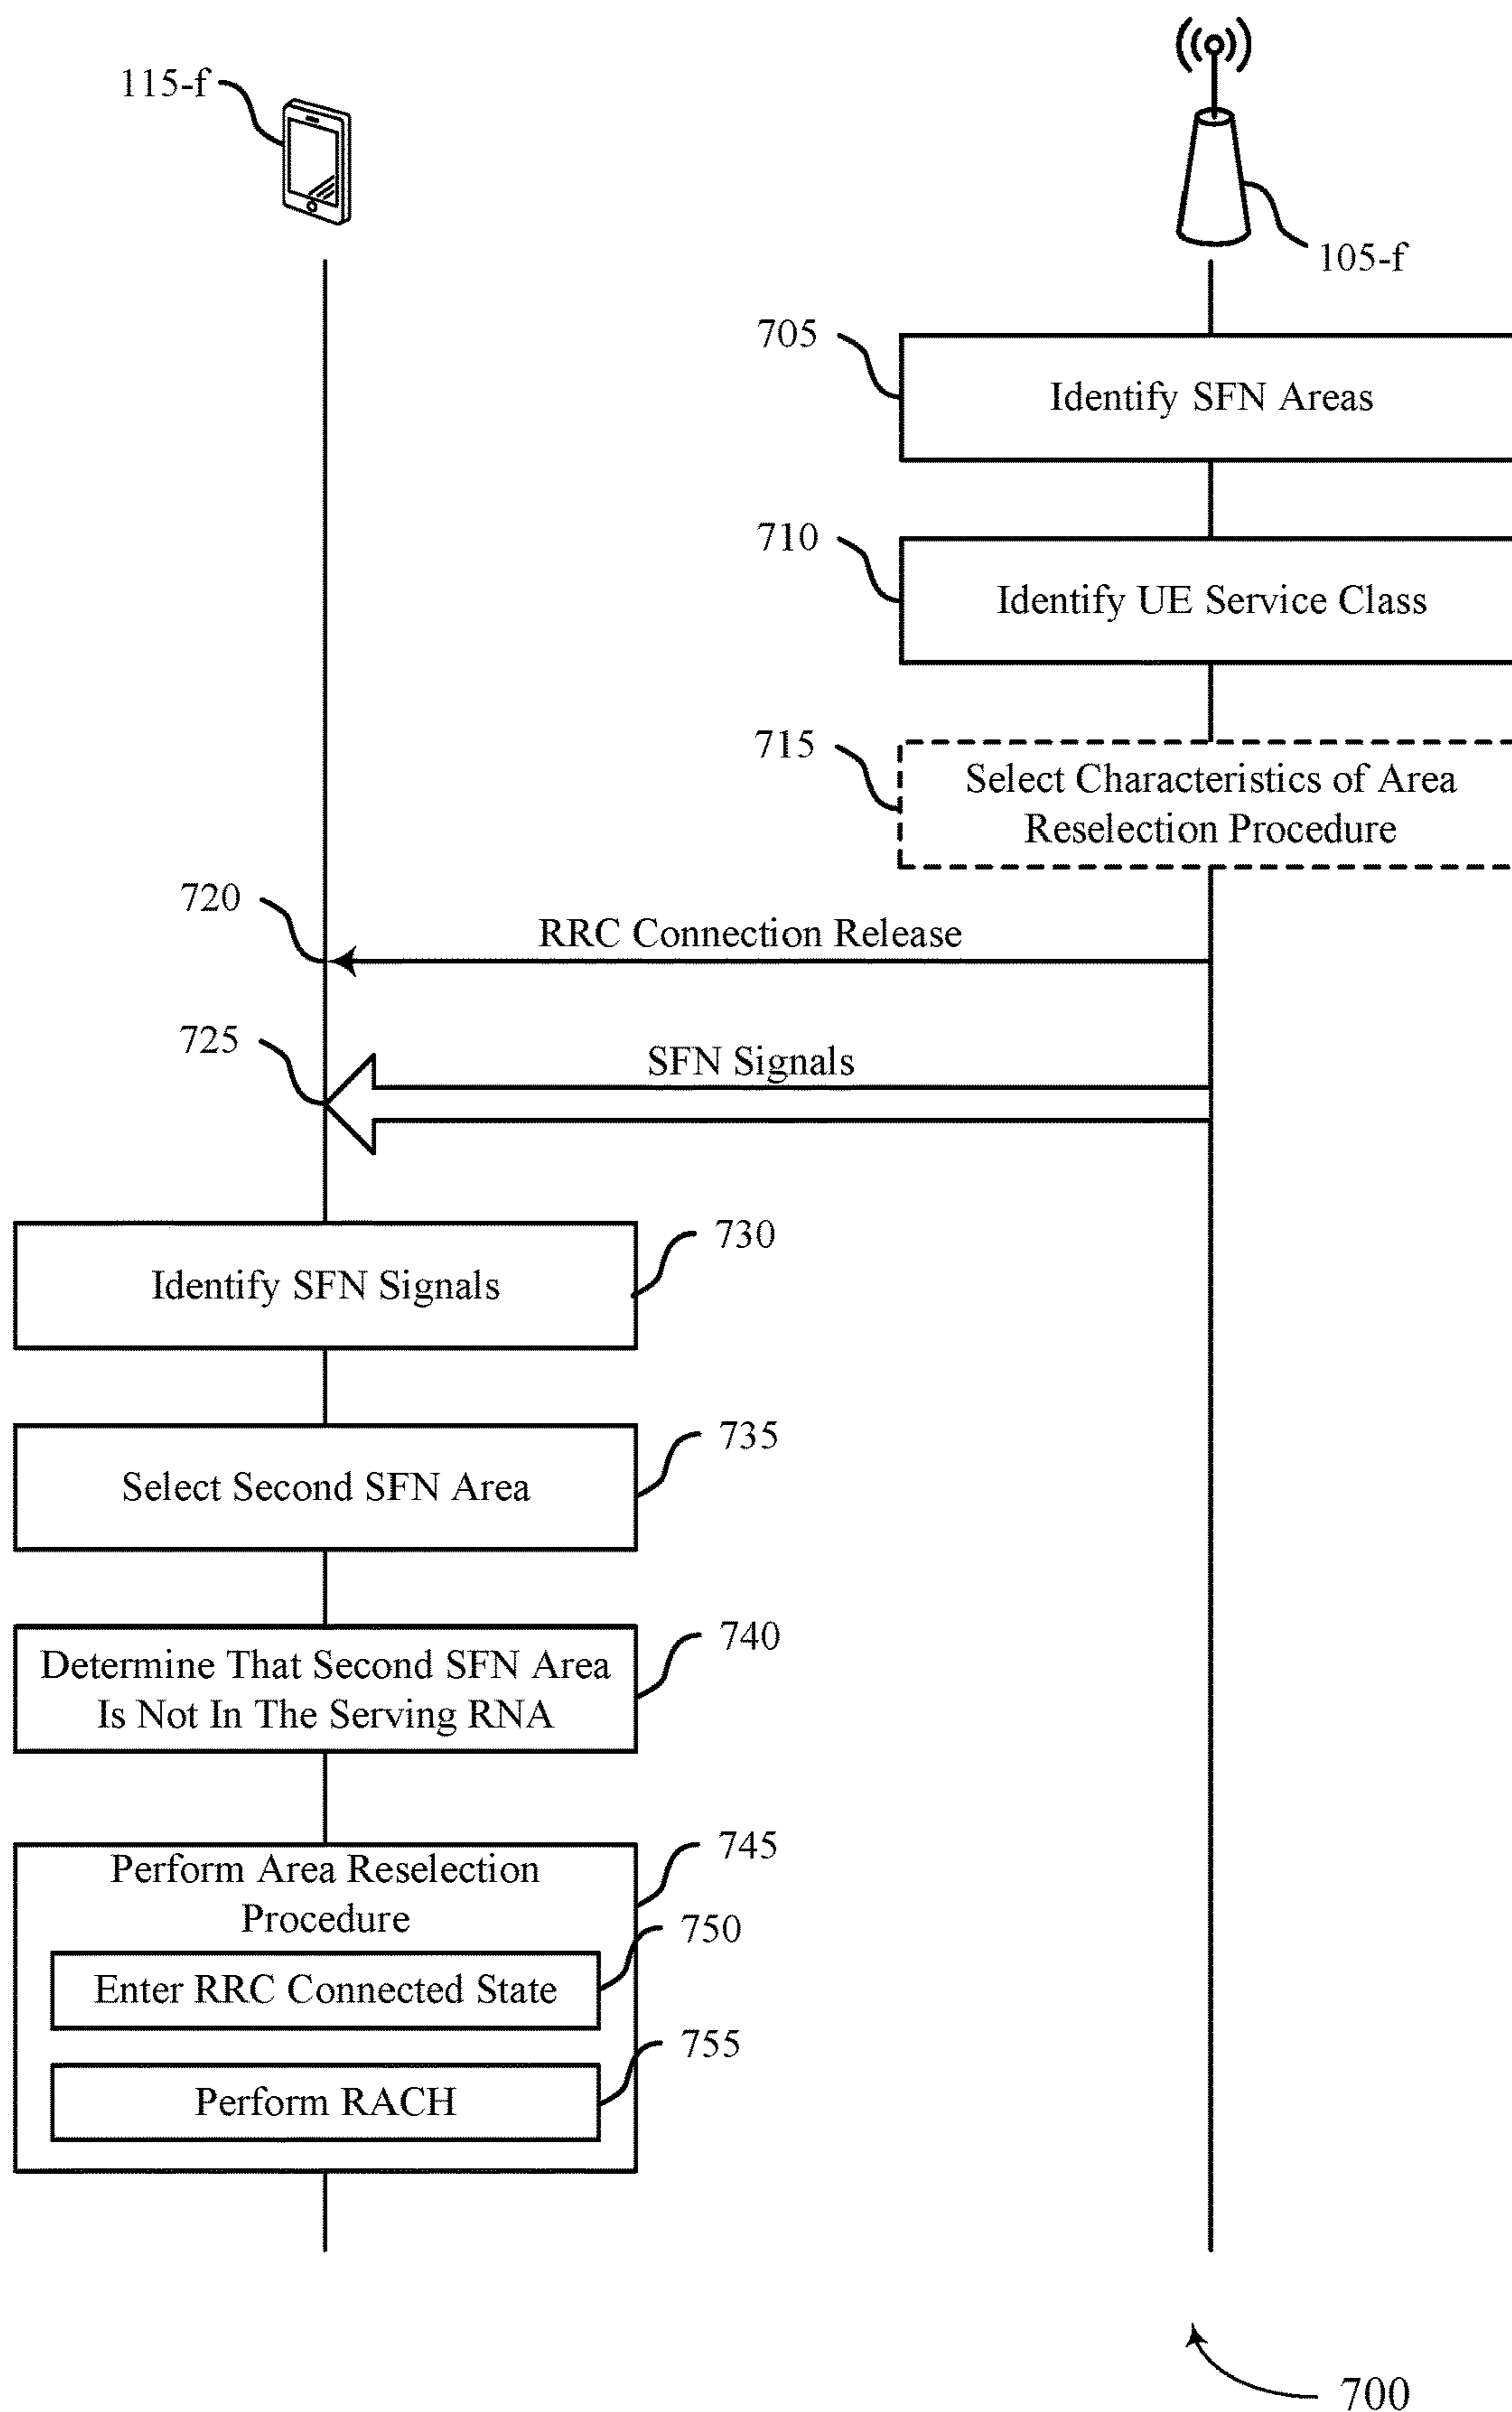 115-f
105-f
705
Identify SFN Areas
710
Identify UE Service Class
715
Select Characteristics of Area
Reselection Procedure
720
RRC Connection Release
725
SFN Signals
730
Identify SFN Signals
735
Select Second SFN Area
740
Determine That Second SFN Area
Is Not In The Serving RNA
745
Perform Area Reselection
Procedure
750
Enter RRC Connected State
755
Perform RACH
700